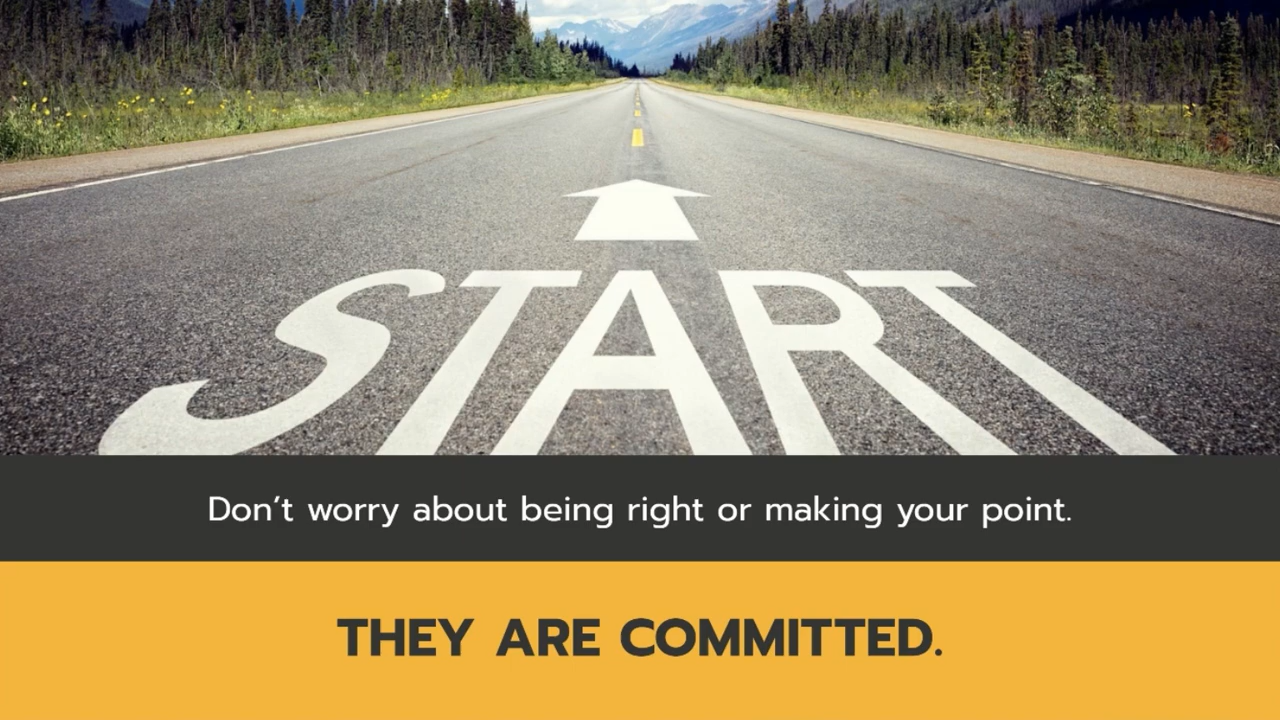 START
Don’t worry about being right or making your point.
THEY ARE COMMITTED.